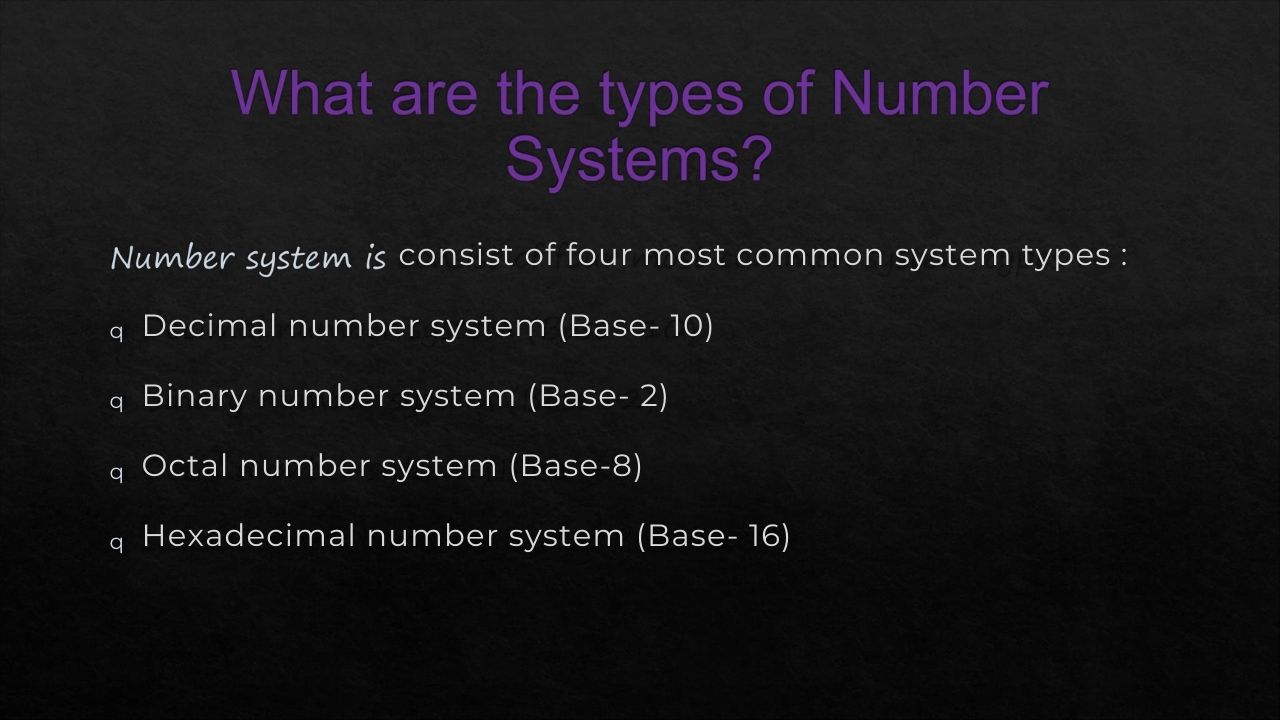 What are the types of Number
Systems?
Number system is consist of four most common system types :
q Decimal number system (Base- 10)
q Binary number system (Base- 2)
q Octal number system (Base-8)
q Hexadecimal number system (Base- 16)